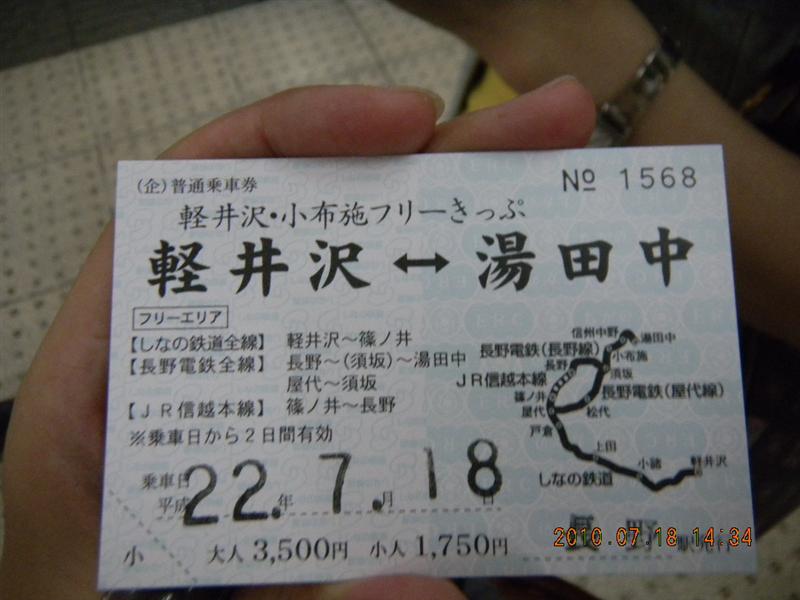 (企)普通乗車券
No 1568
軽井沢・小布施フリーきっぷ
軽井沢↔湯田中
フリーエリア
【しなの鉄道全線】 軽井沢〜篠ノ井
【長野電鉄全線】 長野〜(須坂)〜湯田中
屋代〜須坂
【JR信越本線】 篠ノ井〜長野
※乗車日から2日間有効
乗車日
平成22.年 7.月 18日
小 大人 3,500円 小人 1,750円
信州中野
湯田中
長野電鉄(長野線)
小布施
長野
須坂
JR信越本線
篠ノ井
長野電鉄(屋代線)
屋代
松代
戸倉
上田
小諸
軽井沢
しなの鉄道
長野
2010.07.18 14:34